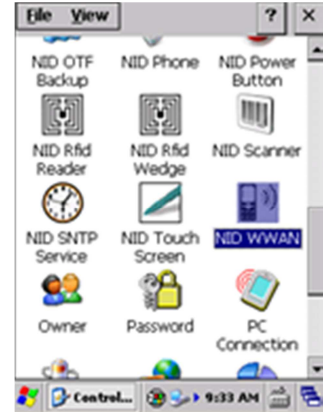 File View ? ×
NID OTF Backup
NID Phone
NID Power Button
NID Rfid Reader
NID Rfid Wedge
NID Scanner
NID SNTP Service
NID Touch Screen
NID WWAN
Owner
Password
PC Connection
Control... 9:33 AM